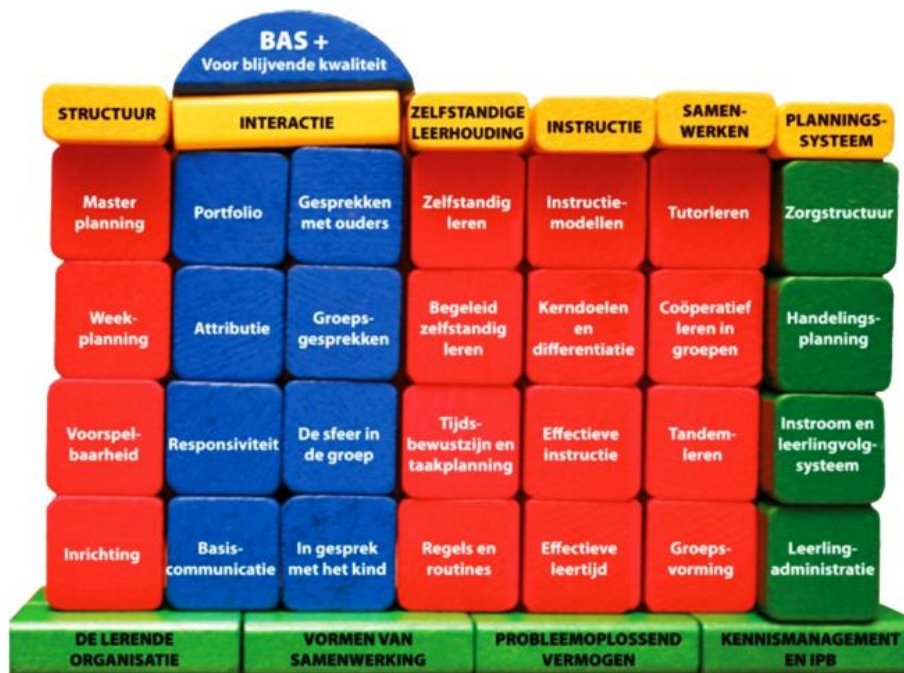 BAS +
Voor blijvende kwaliteit
STRUCTUUR
INTERACTIE
ZELFSTANDIGE
LEERHOUDING
INSTRUCTIE
SAMEN-
WERKEN
PLANNINGS-
SYSTEEM
Master
planning
Portfolio
Gesprekken
met ouders
Zelfstandig
leren
Instructie-
modellen
Tutorleren
Zorgstructuur
Week-
planning
Attributie
Groeps-
gesprekken
Begeleid
zelfstandig
leren
Kerndoelen
en
differentiatie
Coöperatief
leren in
groepen
Handelings-
planning
Voorspel-
baarheid
Responsiviteit
De sfeer in
de groep
Tijds-
bewustzijn en
taakplanning
Effectieve
instructie
Tandem-
leren
Instroom en
leerlingvolg-
systeem
Inrichting
Basis-
communicatie
In gesprek
met het kind
Regels en
routines
Effectieve
leertijd
Groeps-
vorming
Leerling-
administratie
DE LERENDE
ORGANISATIE
VORMEN VAN
SAMENWERKING
PROBLEEMOPLOSSEND
VERMOGEN
KENNISMANAGEMENT
EN IPB